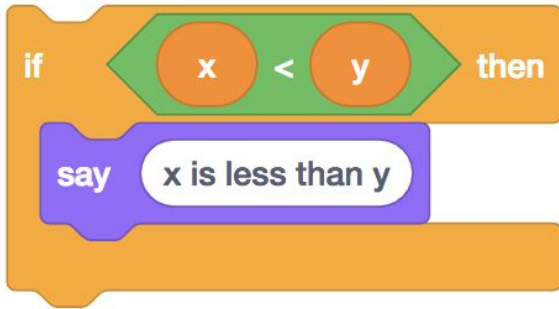 if x < y then
say x is less than y